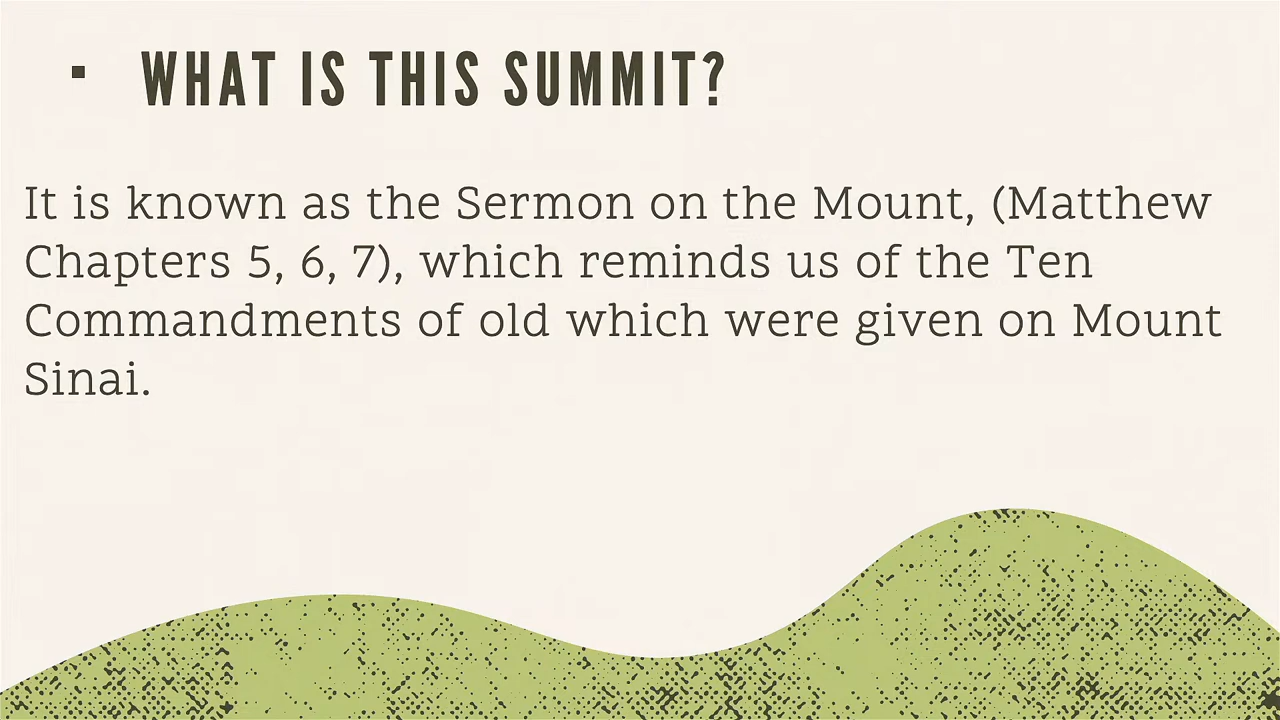 ▪ WHAT IS THIS SUMMIT?
It is known as the Sermon on the Mount, (Matthew
Chapters 5, 6, 7), which reminds us of the Ten
Commandments of old which were given on Mount
Sinai.